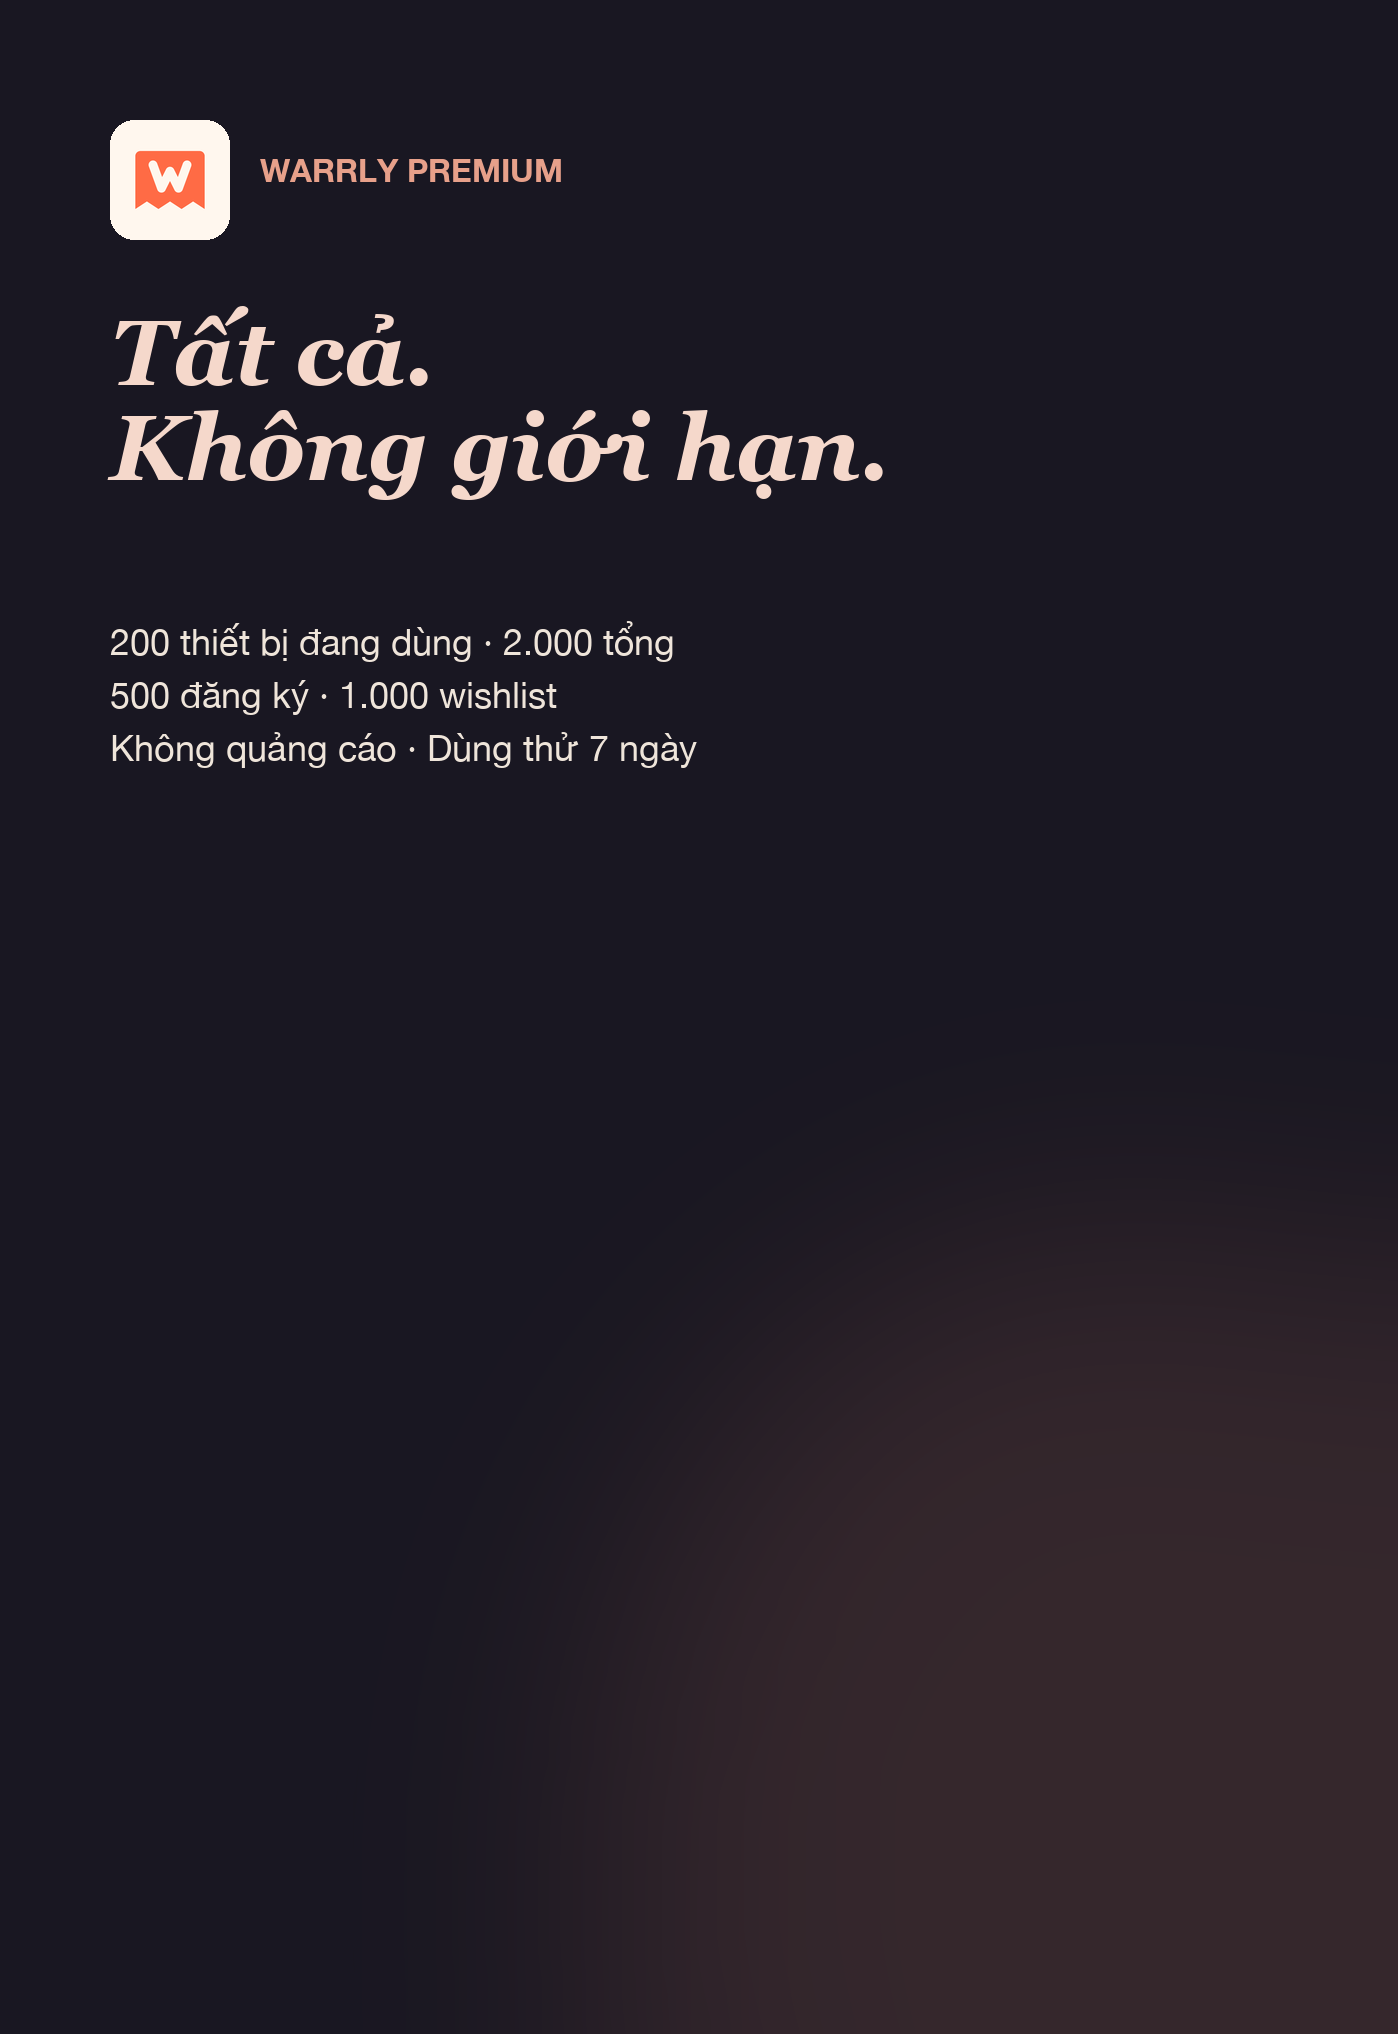 W
WARRLY PREMIUM
Tất cả.
Không giới hạn.
200 thiết bị đang dùng · 2.000 tổng
500 đăng ký · 1.000 wishlist
Không quảng cáo · Dùng thử 7 ngày